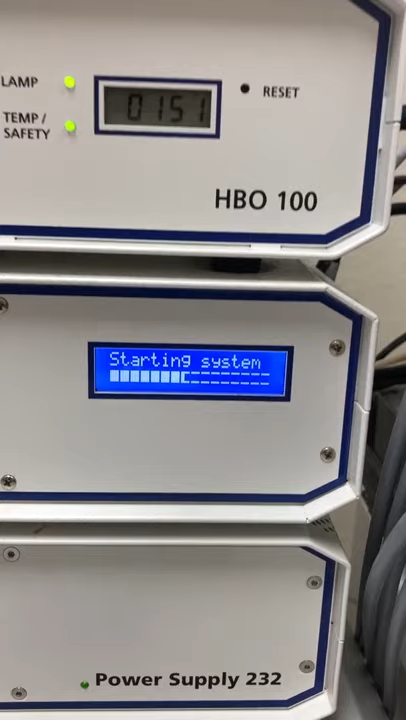 LAMP
TEMP /
SAFETY
0151
RESET
HBO 100
Starting system
Power Supply 232